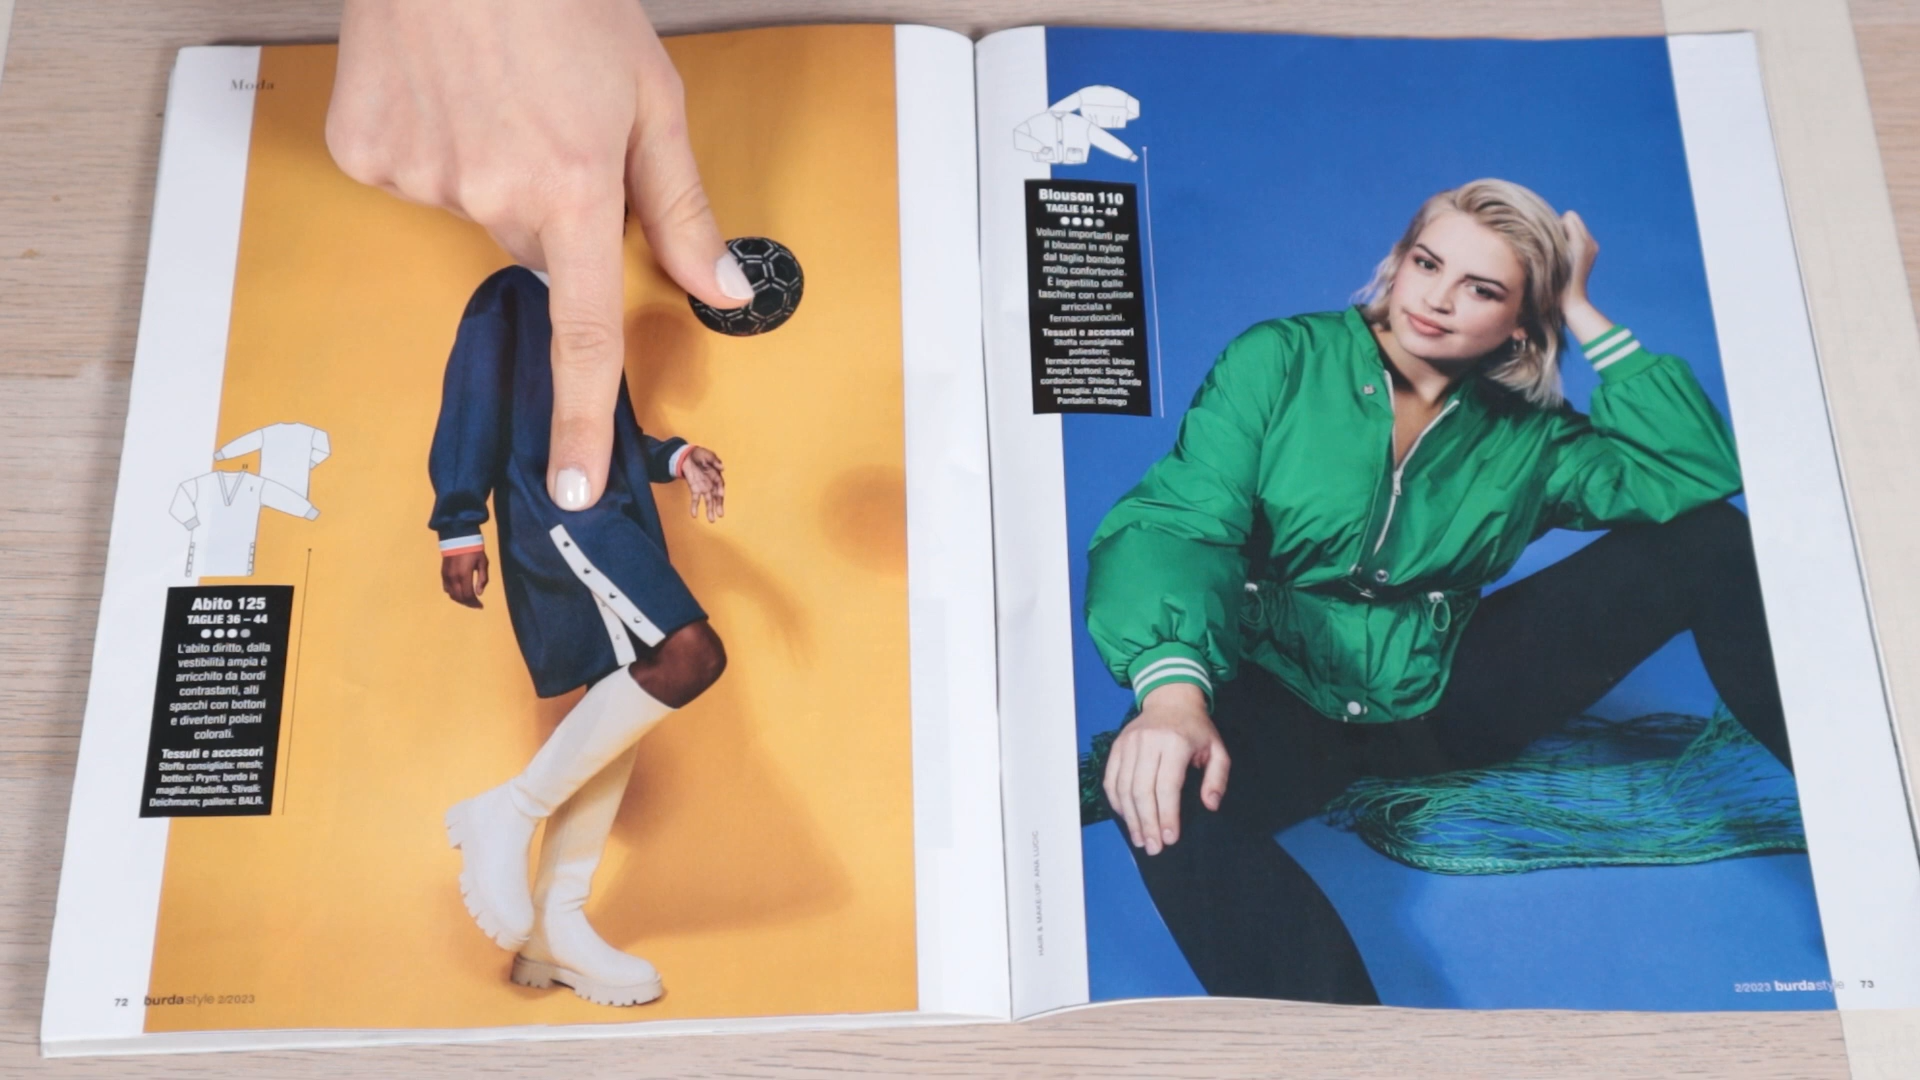 Moda
Abito 125
TAGLIE 36 – 44
L'abito diritto, dalla
vestibilità ampia è
arricchito da bordi
contrastanti, alti
spacchi con bottoni
e divertenti polsini
colorati.
Tessuti e accessori
Stoffa consigliata: mesh;
bottoni: Prym; bordo in
maglia: Albstoffe. Stivali:
Deichmann; pallone: BALR.
72 burdastyle 2/2023
Blouson 110
TAGLIE 34 – 44
Volumi importanti per
il blouson in nylon
dal taglio bombato
molto confortevole.
È ingentilito dalle
taschine con coulisse
arricciata e
fermacordoncini.
Tessuti e accessori
Stoffa consigliata:
poliestere;
fermacordoncini: Union
Knopf; bottoni: Snaply;
cordoncino: Shindo; bordo
in maglia: Albstoffe.
Pantaloni: Sheego
HAIR & MAKE-UP: ANA LUCIC
2/2023 burdastyle 73